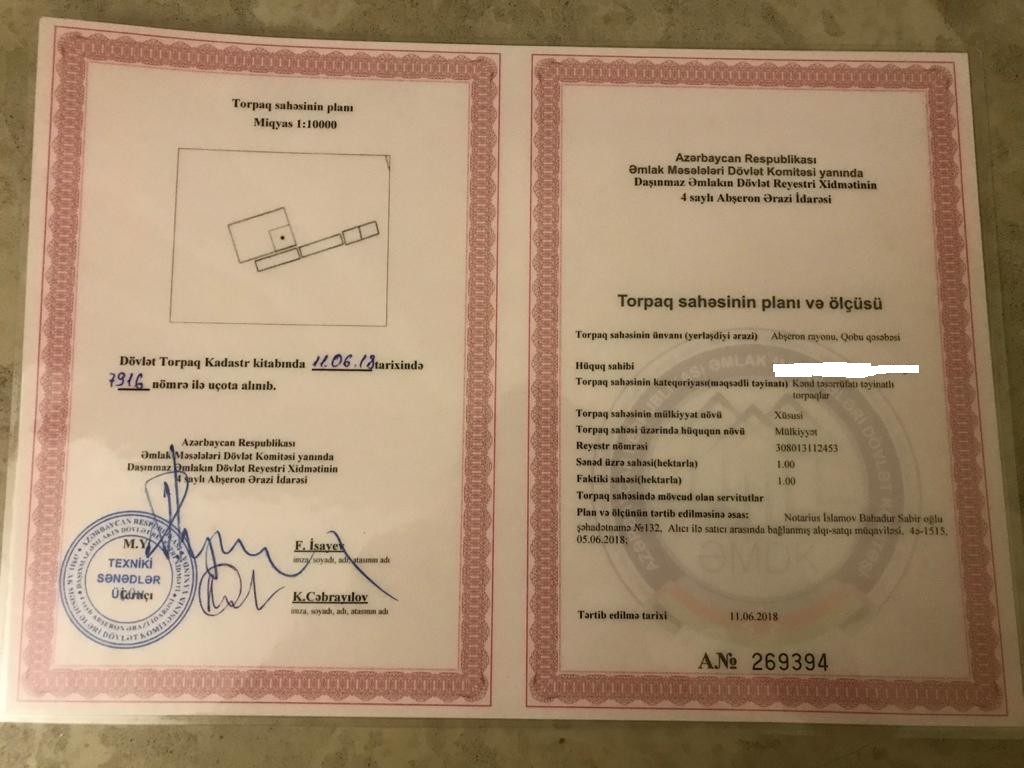 Torpaq sahəsinin planı
Miqyas 1:10000
Dövlət Torpaq Kadastr kitabında 11.06.18 tarixində
7916 nömrə ilə uçota alınıb.
Azərbaycan Respublikası
Əmlak Məsələləri Dövlət Komitəsi yanında
Daşınmaz Əmlakın Dövlət Reyestri Xidmətinin
4 saylı Abşeron Ərazi İdarəsi
M.Y.
TEXNİKİ
SƏNƏDLƏR
ÜÇÜN
F. İsayev
imza, soyadı, adı, atasının adı
K.Cəbrayılov
imza, soyadı, adı, atasının adı
Azərbaycan Respublikası
Əmlak Məsələləri Dövlət Komitəsi yanında
Daşınmaz Əmlakın Dövlət Reyestri Xidmətinin
4 saylı Abşeron Ərazi İdarəsi
Torpaq sahəsinin planı və ölçüsü
Torpaq sahəsinin ünvanı (yerləşdiyi ərazi) Abşeron rayonu, Qobu qəsəbəsi
Hüquq sahibi
Torpaq sahəsinin kateqoriyası(məqsədli təyinatı) Kənd təsərrüfatı təyinatlı
torpaqlar
Torpaq sahəsinin mülkiyyət növü Xüsusi
Torpaq sahəsi üzərində hüququn növü Mülkiyyət
Reyestr nömrəsi 308013112453
Sənəd üzrə sahəsi(hektarla) 1.00
Faktiki sahəsi(hektarla) 1.00
Torpaq sahəsində mövcud olan servitutlar
Plan və ölçünün tərtib edilməsinə əsas: Notarius İslamov Bahadur Sabir oğlu
şəhadətnamə №132, Alıcı ilə satıcı arasında bağlanmış alqı-satqı müqaviləsi, 4ə-1515,
05.06.2018;
Tərtib edilmə tarixi 11.06.2018
A.№ 269394